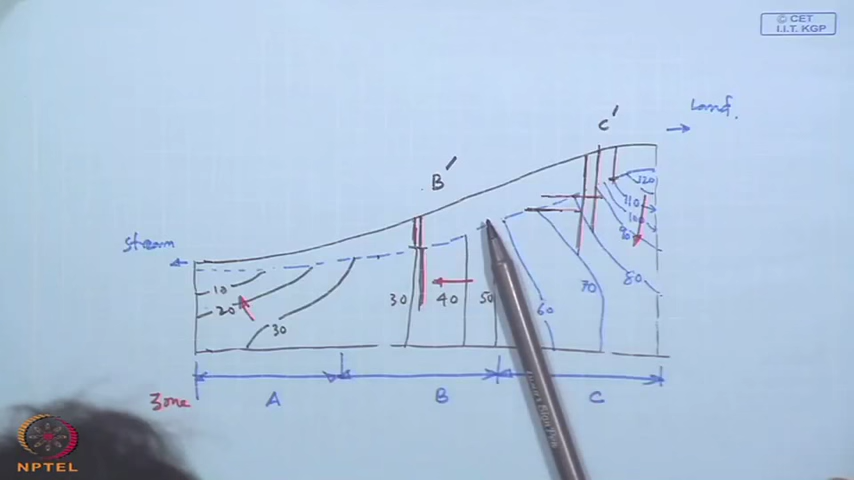 © CET
I.I.T. KGP
Land.
C'
B'
Stream
120
110
100
90
80
70
60
50
40
30
10
20
30
Zone
A
B
C
NPTEL